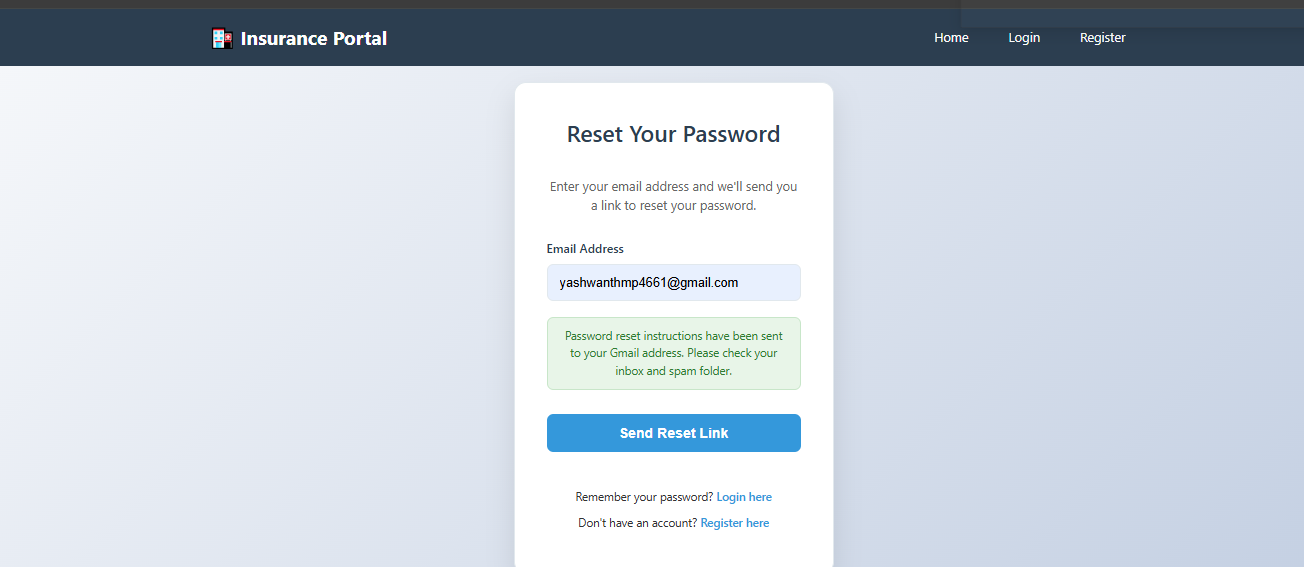 Insurance Portal
Home Login Register
Reset Your Password
Enter your email address and we'll send you
a link to reset your password.
Email Address
yashwanthmp4661@gmail.com
Password reset instructions have been sent
to your Gmail address. Please check your
inbox and spam folder.
Send Reset Link
Remember your password? Login here
Don't have an account? Register here